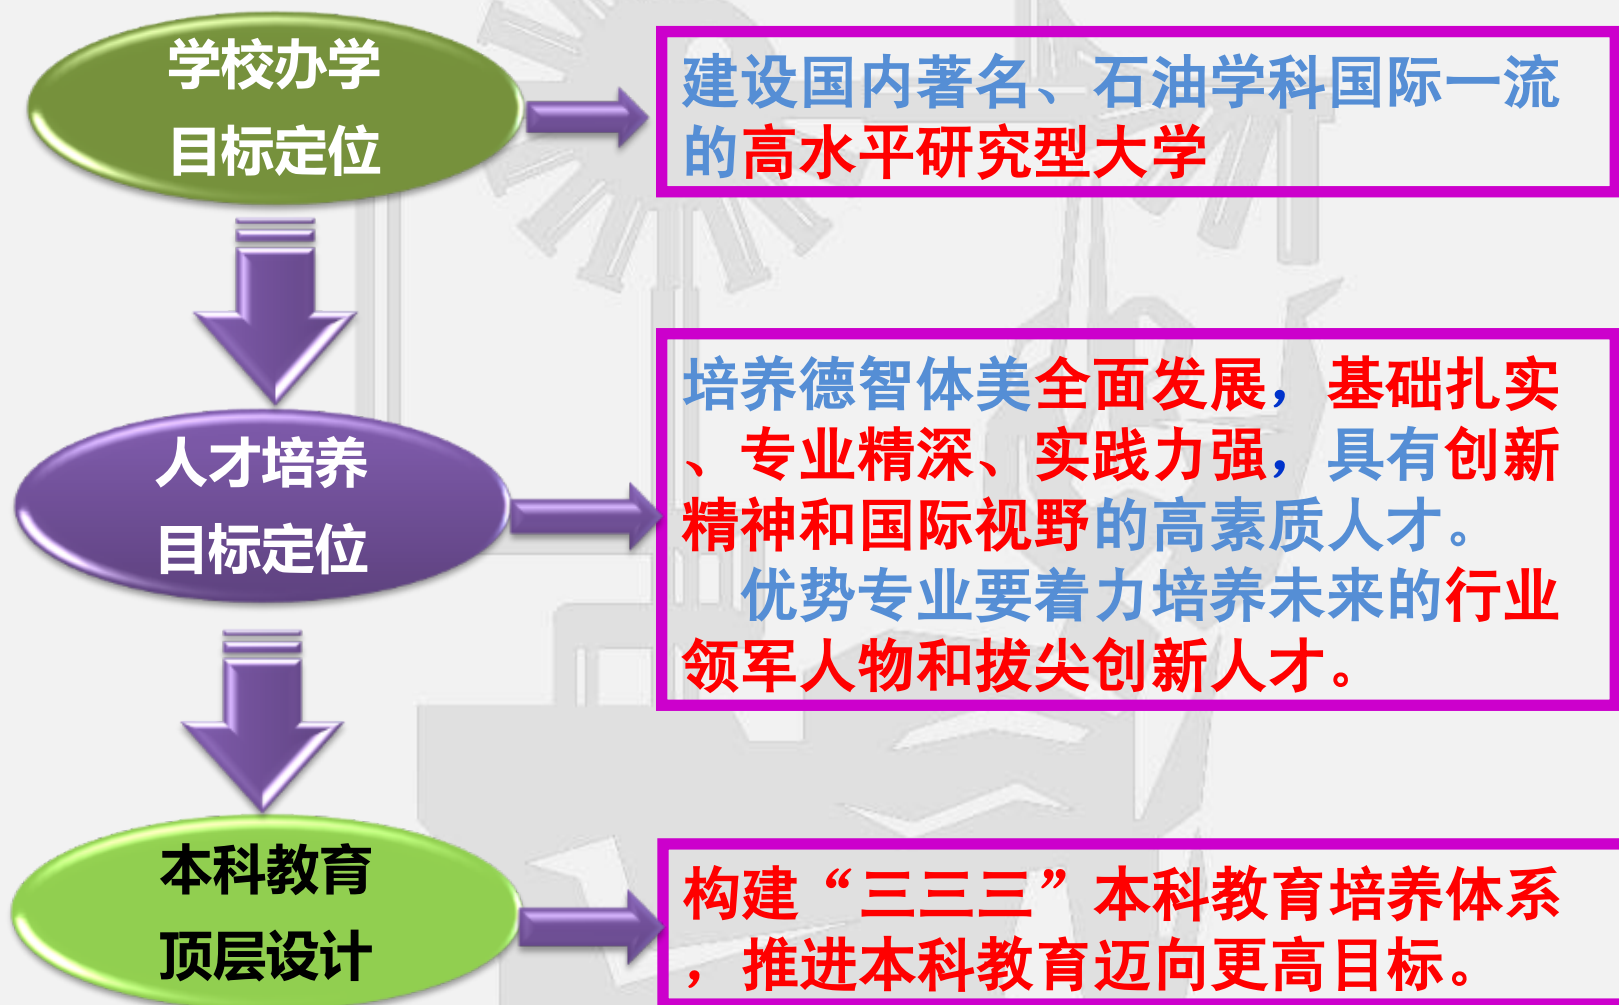 学校办学
目标定位
建设国内著名、石油学科国际一流
的高水平研究型大学
人才培养
目标定位
培养德智体美全面发展，基础扎实
、专业精深、实践力强，具有创新
精神和国际视野的高素质人才。
优势专业要着力培养未来的行业
领军人物和拔尖创新人才。
本科教育
顶层设计
构建“三三三”本科教育培养体系
，推进本科教育迈向更高目标。